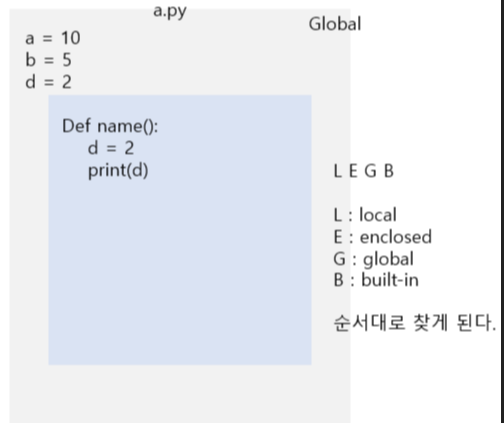 a.py
Global
a = 10
b = 5
d = 2
Def name():
d = 2
print(d)
L E G B
L : local
E : enclosed
G : global
B : built-in
순서대로 찾게 된다.